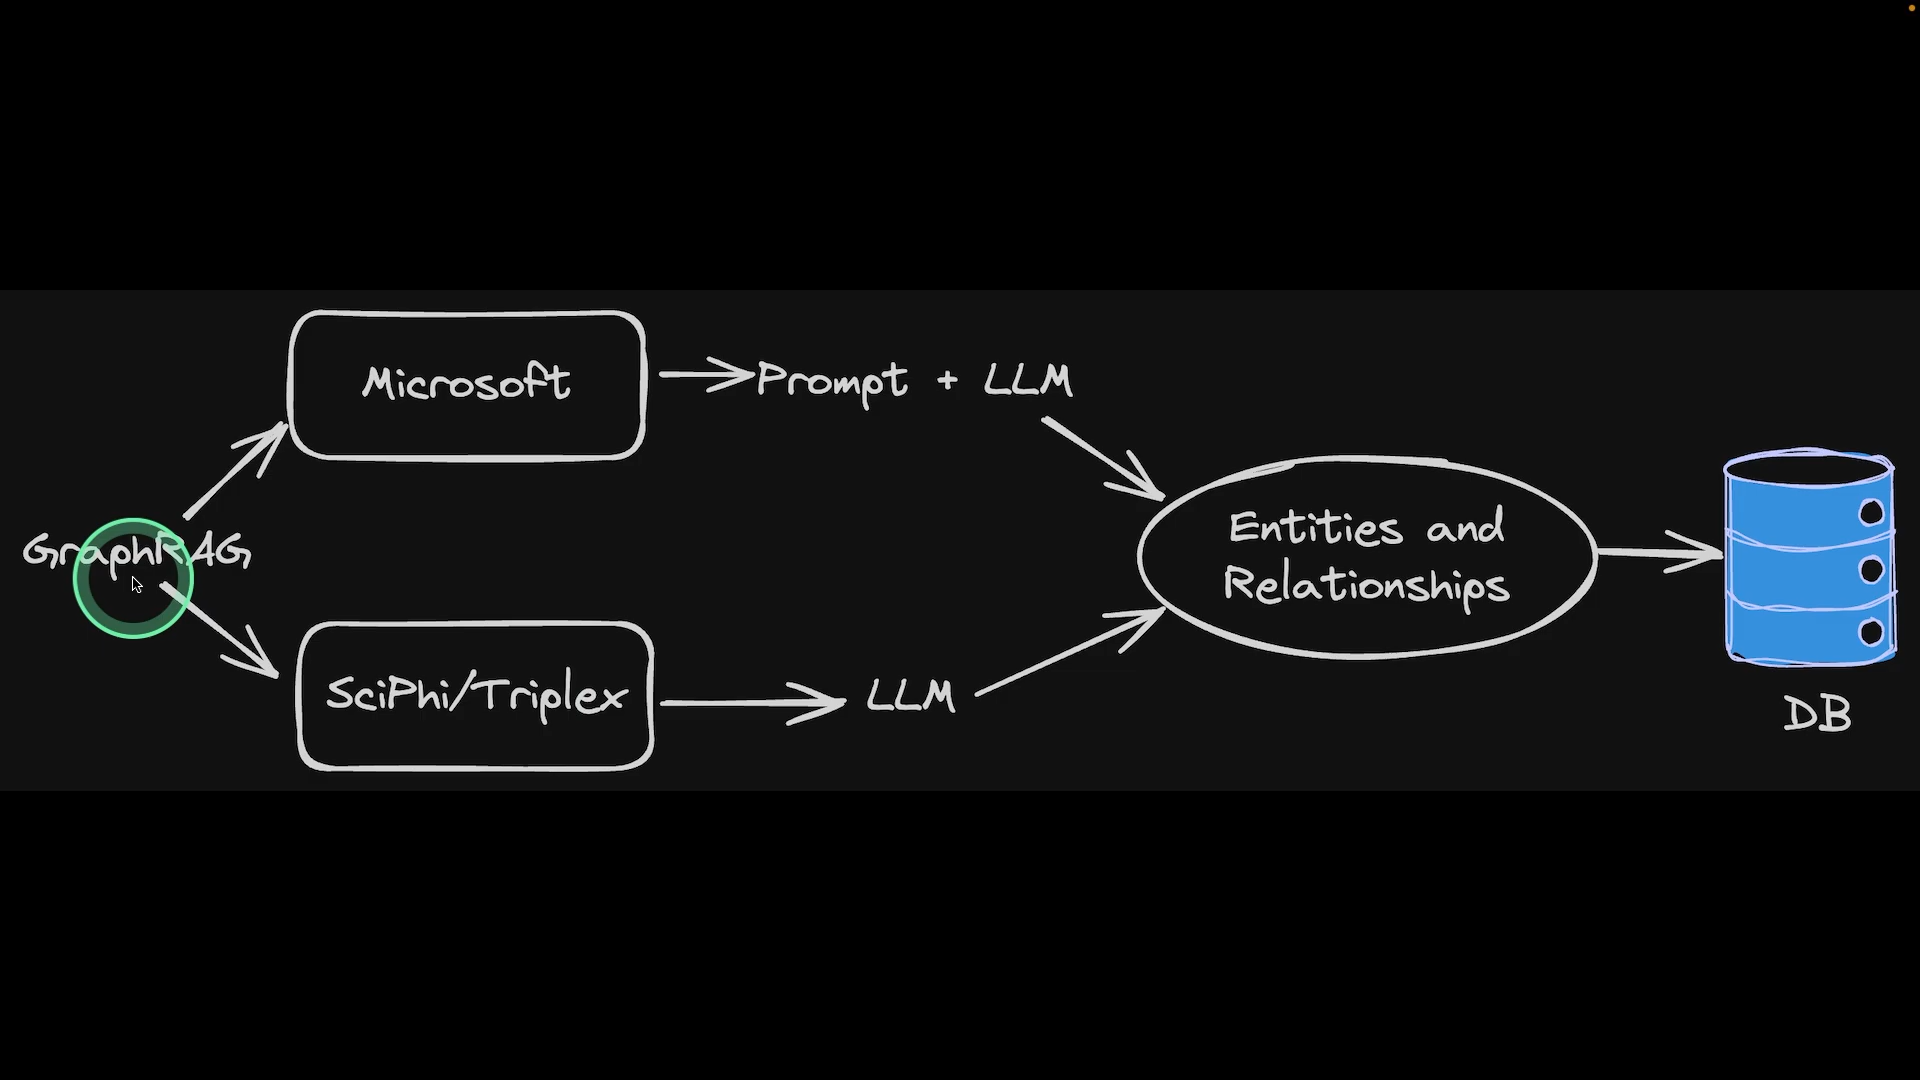 Microsoft
Prompt + LLM
GraphRAG
Entities and
Relationships
SciPhi/Triplex
LLM
DB